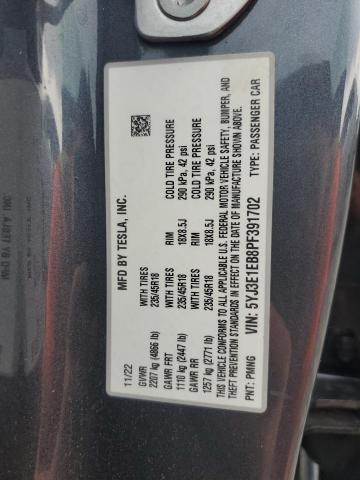 MFD BY TESLA, INC.
11/22
GVWR
2207 kg (4866 lb)
GAWR FRT WITH TIRES RIM COLD TIRE PRESSURE
1110 kg (2447 lb) 235/45R18 18X8.5J 290 kPa, 42 psi
GAWR RR WITH TIRES RIM COLD TIRE PRESSURE
1257 kg (2771 lb) 235/45R18 18X8.5J 290 kPa, 42 psi
THIS VEHICLE CONFORMS TO ALL APPLICABLE U.S. FEDERAL MOTOR VEHICLE SAFETY, BUMPER, AND
THEFT PREVENTION STANDARDS IN EFFECT ON THE DATE OF MANUFACTURE SHOWN ABOVE.
PNT: PMNG VIN: 5YJ3E1EB8PF391702 TYPE: PASSENGER CAR